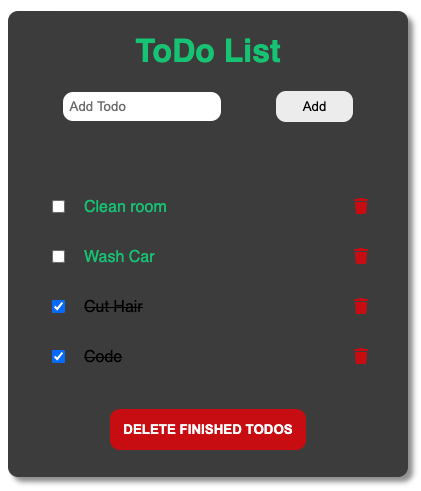 ToDo List
Add Todo Add
Clean room
Wash Car
Cut Hair
Code
DELETE FINISHED TODOS